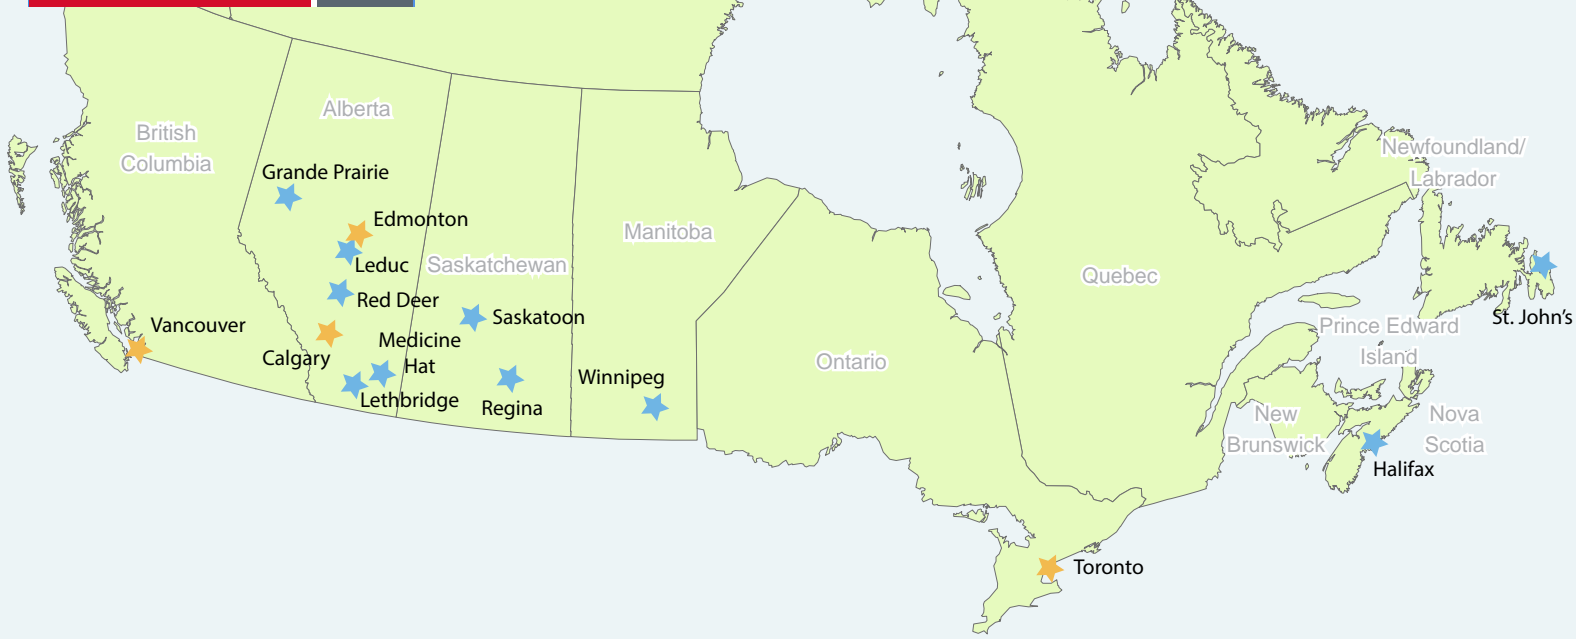 Alberta
British
Columbia
Grande Prairie
Edmonton
Leduc
Saskatchewan
Red Deer
Saskatoon
Vancouver
Calgary
Medicine
Hat
Lethbridge
Regina
Manitoba
Winnipeg
Ontario
Quebec
Toronto
Newfoundland/
Labrador
St. John's
Prince Edward
Island
New
Brunswick
Nova
Scotia
Halifax